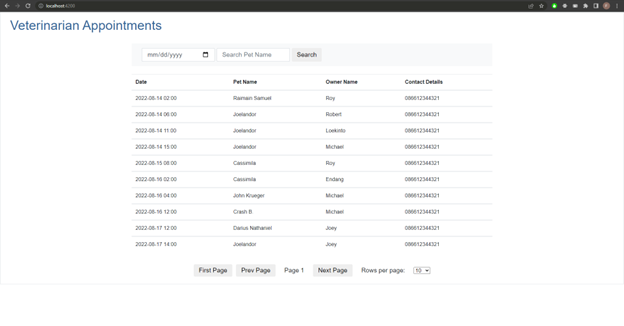 localhost:4200
Veterinarian Appointments
mm/dd/yyyy Search Pet Name Search
Date Pet Name Owner Name Contact Details
2022-08-14 02:00 Raimain Samuel Roy 086612344321
2022-08-14 06:00 Joelandor Robert 086612344321
2022-08-14 11:00 Joelandor Loekinto 086612344321
2022-08-14 15:00 Joelandor Michael 086612344321
2022-08-15 08:00 Cassimila Roy 086612344321
2022-08-16 02:00 Cassimila Endang 086612344321
2022-08-16 04:00 John Krueger Michael 086612344321
2022-08-16 12:00 Crash B Michael 086612344321
2022-08-17 12:00 Darius Nathaniel Joey 086612344321
2022-08-17 14:00 Joelandor Joey 086612344321
First Page Prev Page Page 1 Next Page Rows per page: 10